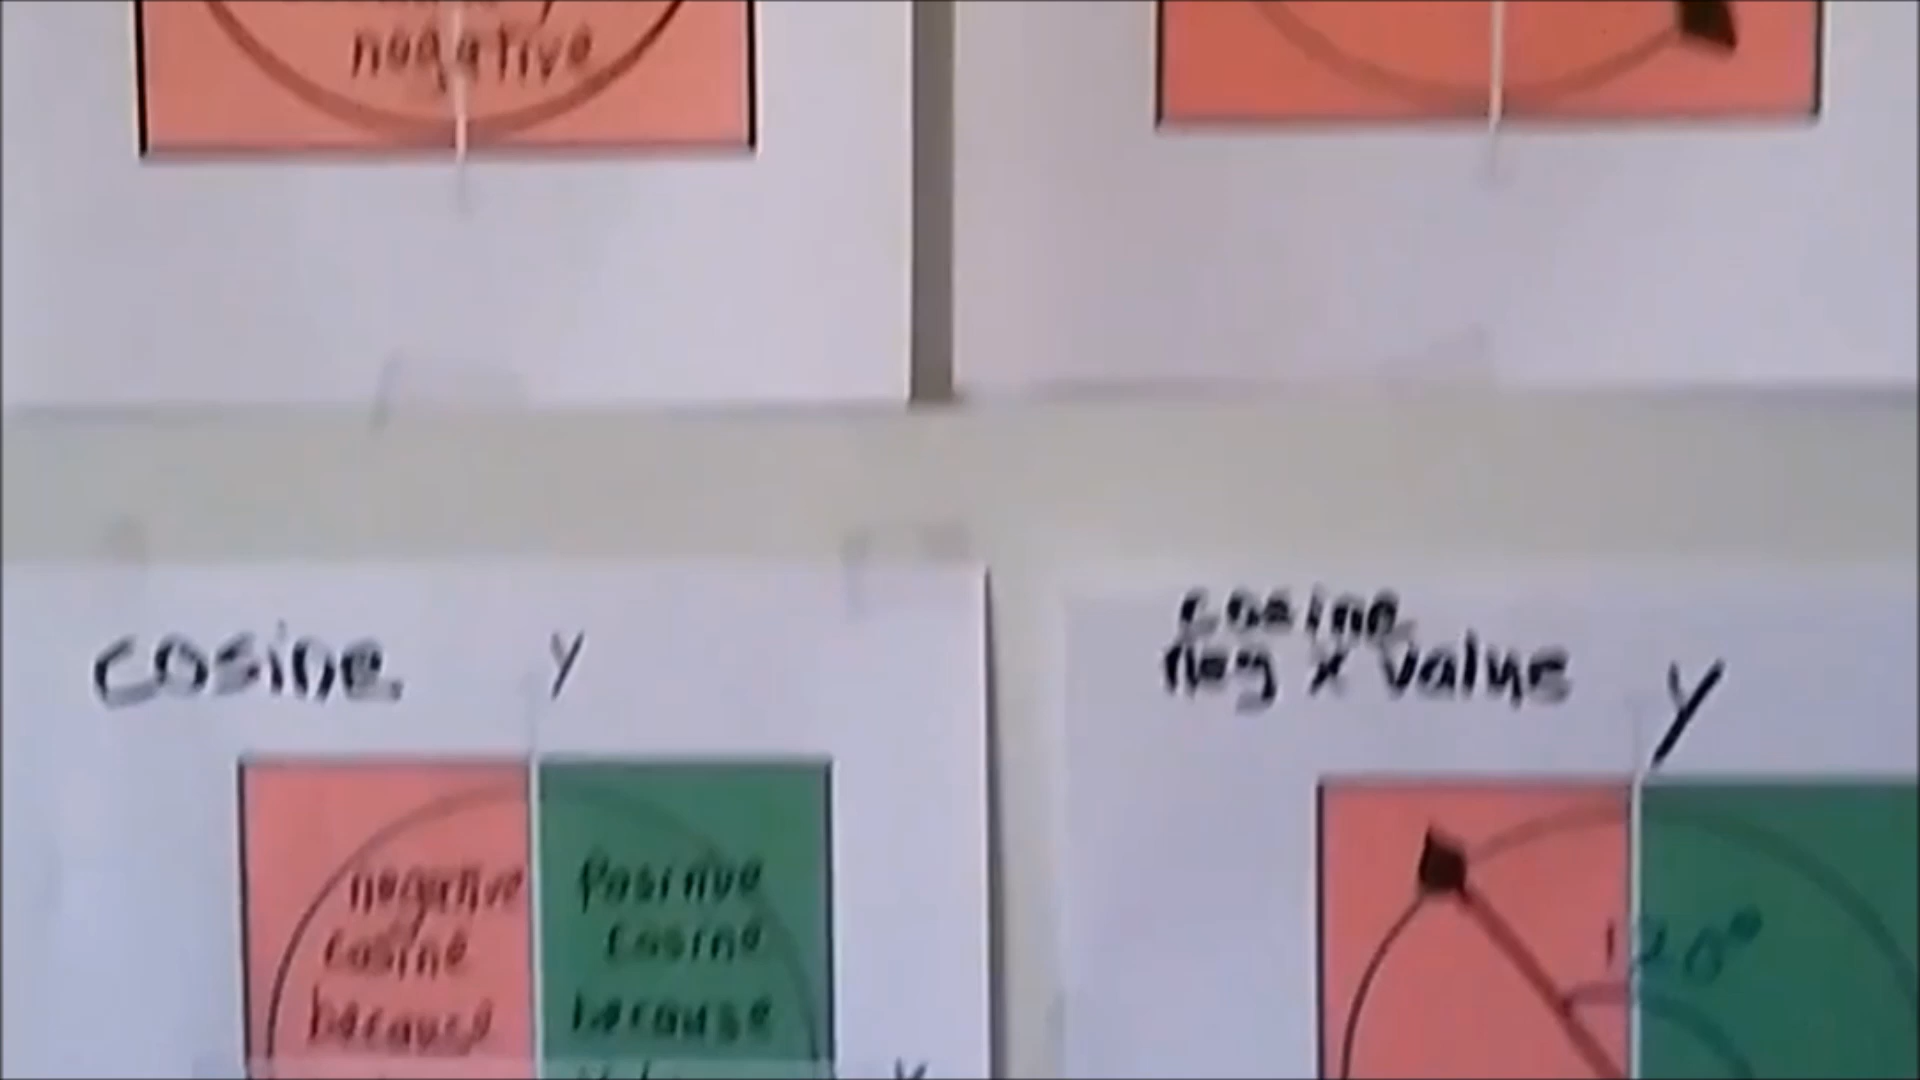 negative
cosine y
negative
cosine
because
Positive
cosine
because
x
cosine
neg x value y
120°